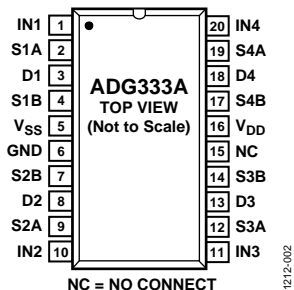 IN1 1 20 IN4
S1A 2 19 S4A
D1 3 18 D4
S1B 4 17 S4B
VSS 5 16 VDD
GND 6 15 NC
S2B 7 14 S3B
D2 8 13 D3
S2A 9 12 S3A
IN2 10 11 IN3
ADG333A
TOP VIEW
(Not to Scale)
NC = NO CONNECT
1212-002